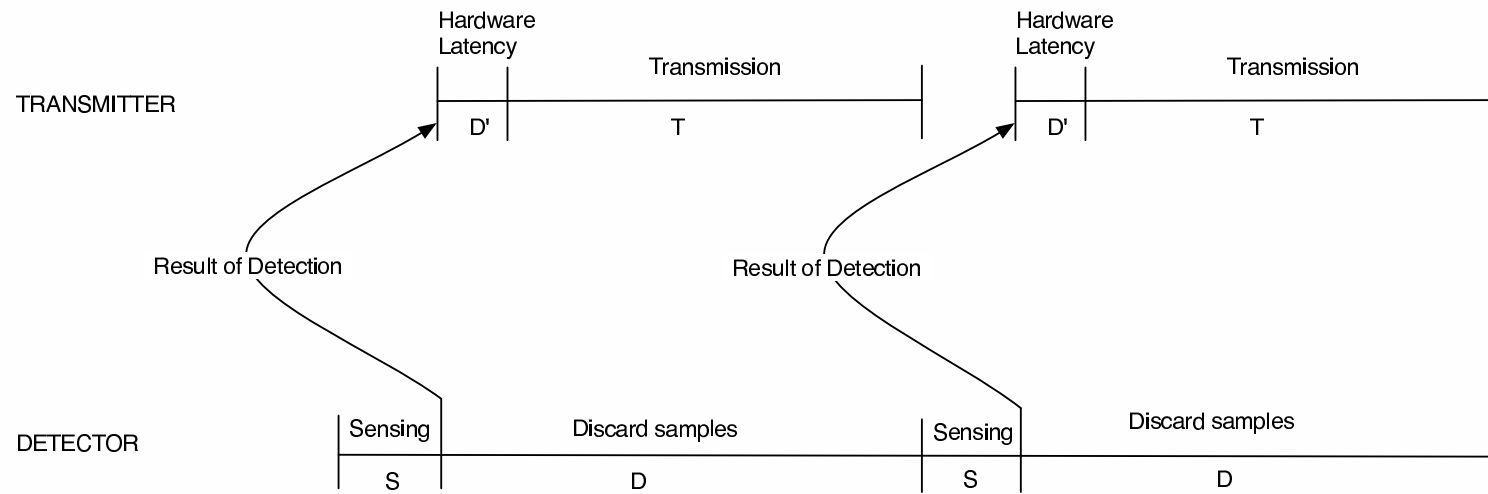 Hardware
Latency
Transmission
Hardware
Latency
Transmission
TRANSMITTER
D'
T
D'
T
Result of Detection
Result of Detection
Sensing
Discard samples
Sensing
Discard samples
DETECTOR
S
D
S
D